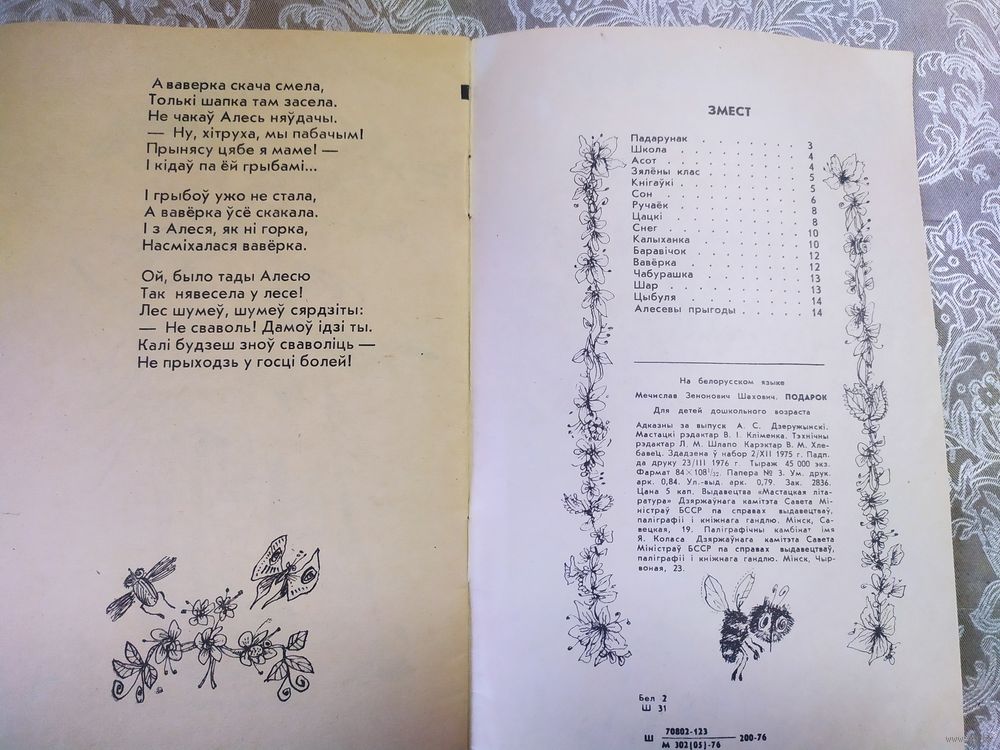 А ваверка скача смела,
Толькі шапка там засела.
Не чакаў Алесь няўдачы.
— Ну, хітруха, мы пабачым!
Прынясу цябе я маме! —
І кідаў па ёй грыбамі...
І грыбоў ужо не стала,
А вавёрка ўсё скакала.
І з Алеся, як ні горка,
Насміхалася вавёрка.
Ой, было тады Алесю
Так нявесела у лесе!
Лес шумеў, шумеў сярдзіты:
— Не сваволь! Дамоў ідзі ты.
Калі будзеш зноў сваволіць —
Не прыходзь у госці болей!
ЗМЕСТ
Падарунак . . . . . . . . 3
Школа . . . . . . . . 4
Асот . . . . . . . . 4
Зялёны клас . . . . . . . . 5
Кнігаўкі . . . . . . . . 5
Сон . . . . . . . . 6
Ручаёк . . . . . . . . 8
Цацкі . . . . . . . . 8
Снег . . . . . . . . 10
Калыханка . . . . . . . . 10
Баравічок . . . . . . . . 12
Вавёрка . . . . . . . . 12
Чабурашка . . . . . . . . 13
Шар . . . . . . . . 13
Цыбуля . . . . . . . . 14
Алесевы прыгоды . . . . . 14
На белорусском языке
Мечислав Зенонович Шахович. ПОДАРОК
Для детей дошкольного возраста
Адказны за выпуск А. С. Дзеружынскі.
Мастацкі рэдактар В. І. Кліменка. Тэхнічны
рэдактар Л. М. Шлапо Карэктар В. М. Хле-
бавец. Здадзена ў набор 2/XII 1975 г. Падп.
да друку 23/III 1976 г. Тыраж 45 000 экз.
Фармат 84×108¹/₃₂. Папера № 3. Ум. друк.
арк. 0,84. Ул.-выд. арк. 0,79. Зак. 2836.
Цана 5 кап. Выдавецтва «Мастацкая літа-
ратура» Дзяржаўнага камітэта Савета Мі-
ністраў БССР па справах выдавецтваў,
паліграфіі і кніжнага гандлю. Мінск, Са-
вецкая, 19. Паліграфічны камбінат імя
Я. Коласа Дзяржаўнага камітэта Савета
Міністраў БССР па справах выдавецтваў,
паліграфіі і кніжнага гандлю. Мінск, Чыр-
воная, 23.
Бел 2
Ш 31
Ш 70802-123 200-76
М 302(05)-76